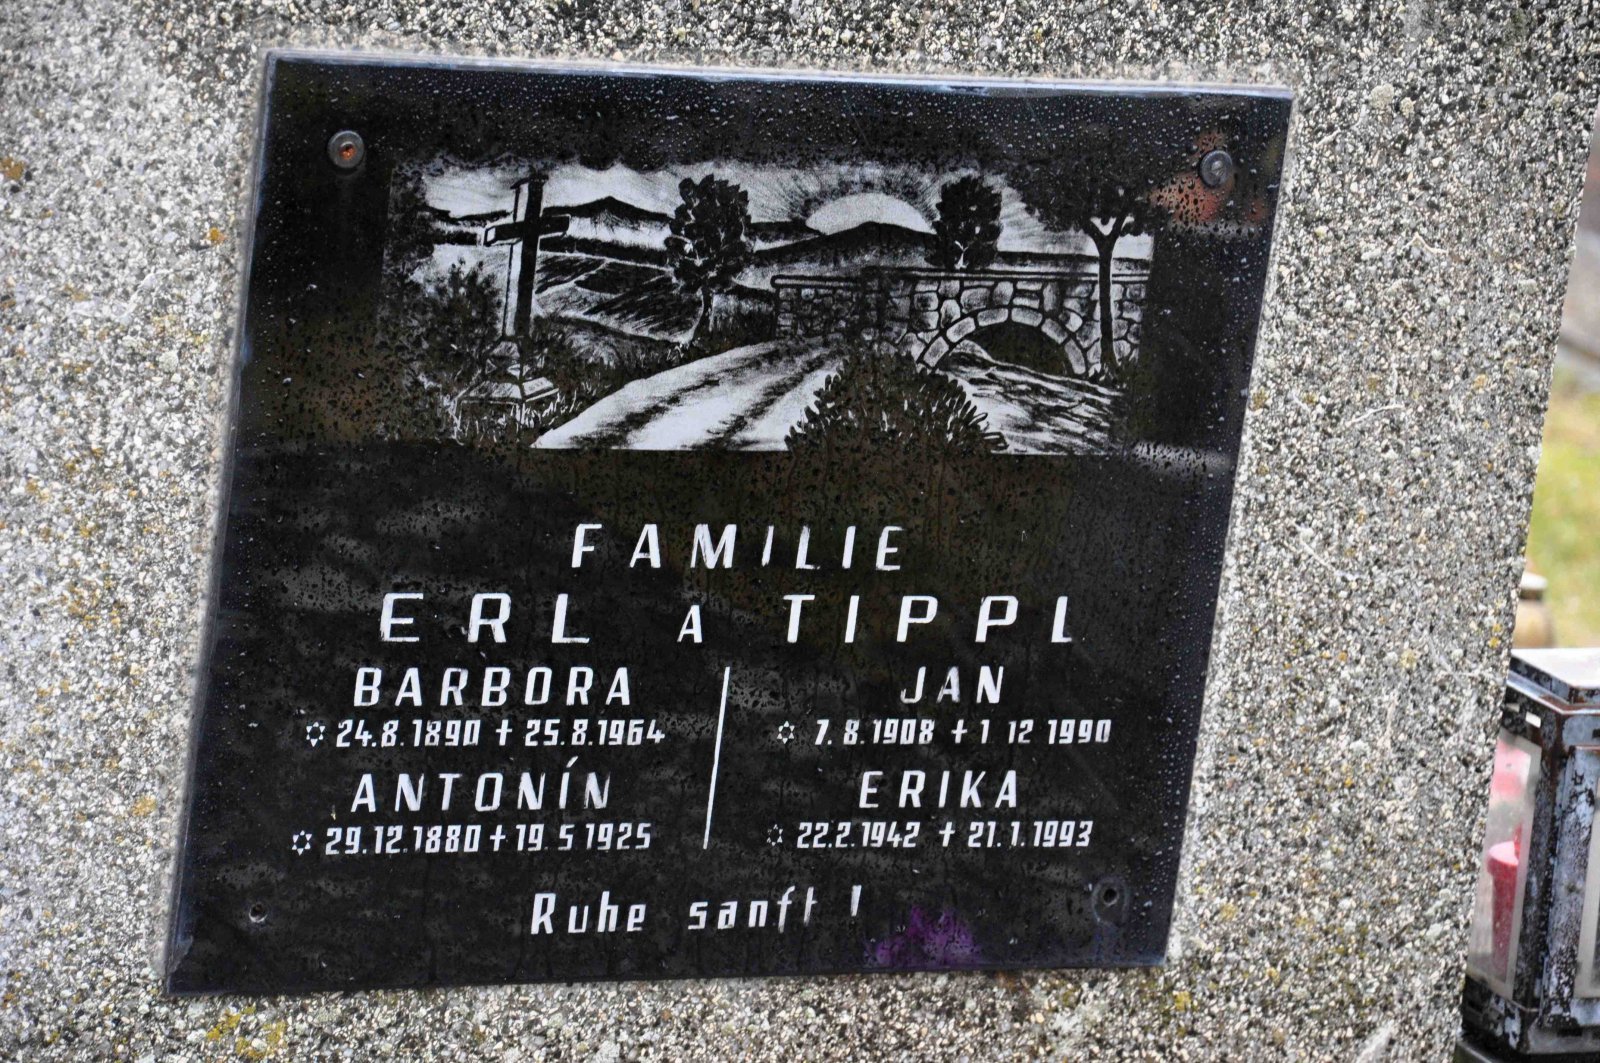 FAMILIE
ERL A TIPPL
BARBORA
✡ 24.8.1890 ✝ 25.8.1964
ANTONÍN
✡ 29.12.1880 ✝ 19.5.1925
JAN
✡ 7.8.1908 ✝ 1.12.1990
ERIKA
✡ 22.2.1942 ✝ 21.1.1993
Ruhe sanft!